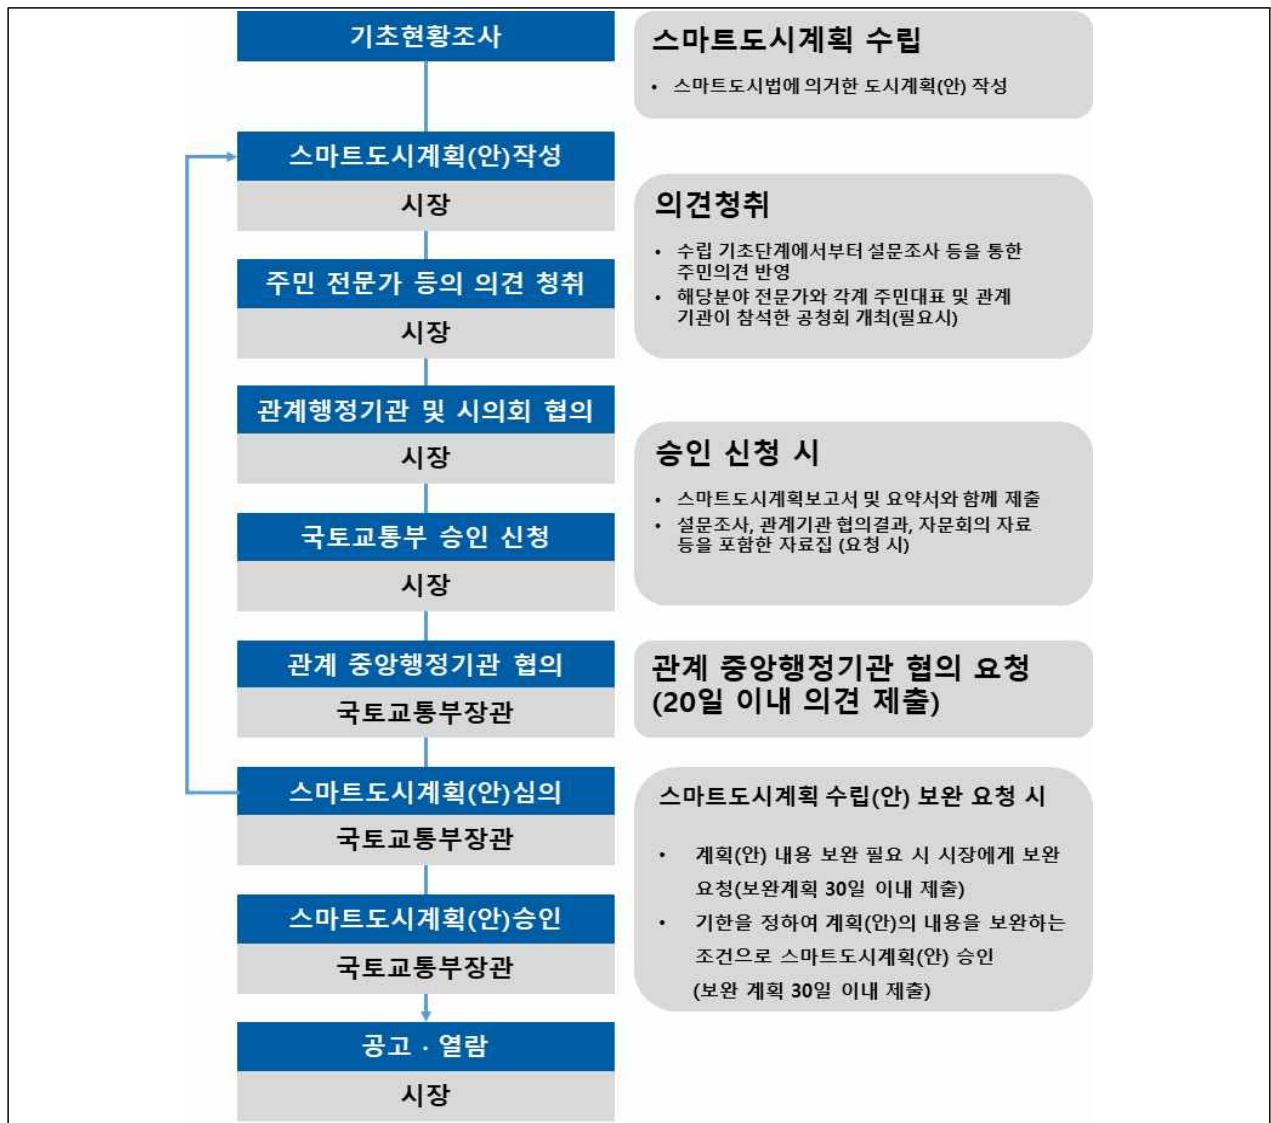 기초현황조사
스마트도시계획 수립
• 스마트도시법에 의거한 도시계획(안) 작성
스마트도시계획(안)작성
시장
의견청취
• 수립 기초단계에서부터 설문조사 등을 통한
주민의견 반영
• 해당분야 전문가와 각계 주민대표 및 관계
기관이 참석한 공청회 개최(필요시)
주민 전문가 등의 의견 청취
시장
관계행정기관 및 시의회 협의
시장
승인 신청 시
• 스마트도시계획보고서 및 요약서와 함께 제출
• 설문조사, 관계기관 협의결과, 자문회의 자료
등을 포함한 자료집 (요청 시)
국토교통부 승인 신청
시장
관계 중앙행정기관 협의
국토교통부장관
관계 중앙행정기관 협의 요청
(20일 이내 의견 제출)
스마트도시계획(안)심의
국토교통부장관
스마트도시계획 수립(안) 보완 요청 시
• 계획(안) 내용 보완 필요 시 시장에게 보완
요청(보완계획 30일 이내 제출)
• 기한을 정하여 계획(안)의 내용을 보완하는
조건으로 스마트도시계획(안) 승인
(보완 계획 30일 이내 제출)
스마트도시계획(안)승인
국토교통부장관
공고 · 열람
시장